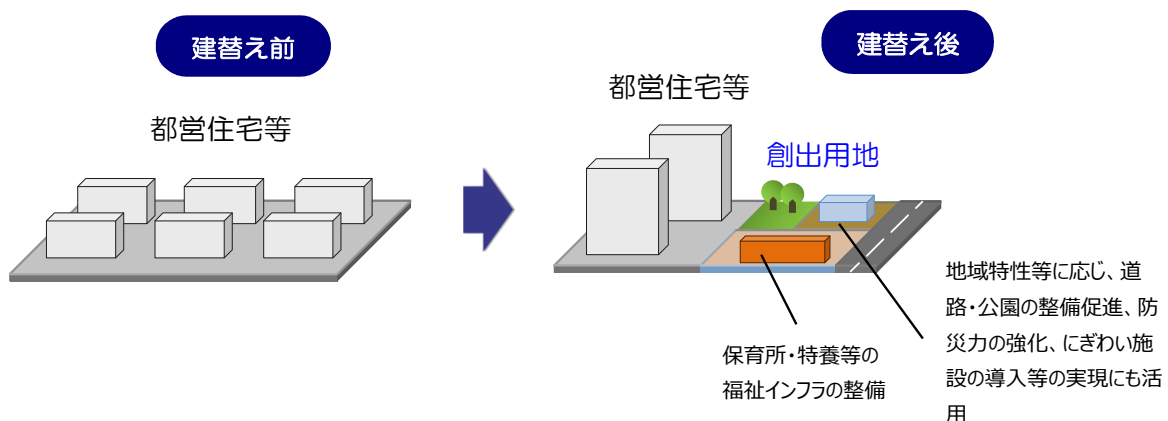 建替え前
建替え後
都営住宅等
都営住宅等
創出用地
保育所・特養等の
福祉インフラの整備
地域特性等に応じ、道
路・公園の整備促進、防
災力の強化、にぎわい施
設の導入等の実現にも活
用